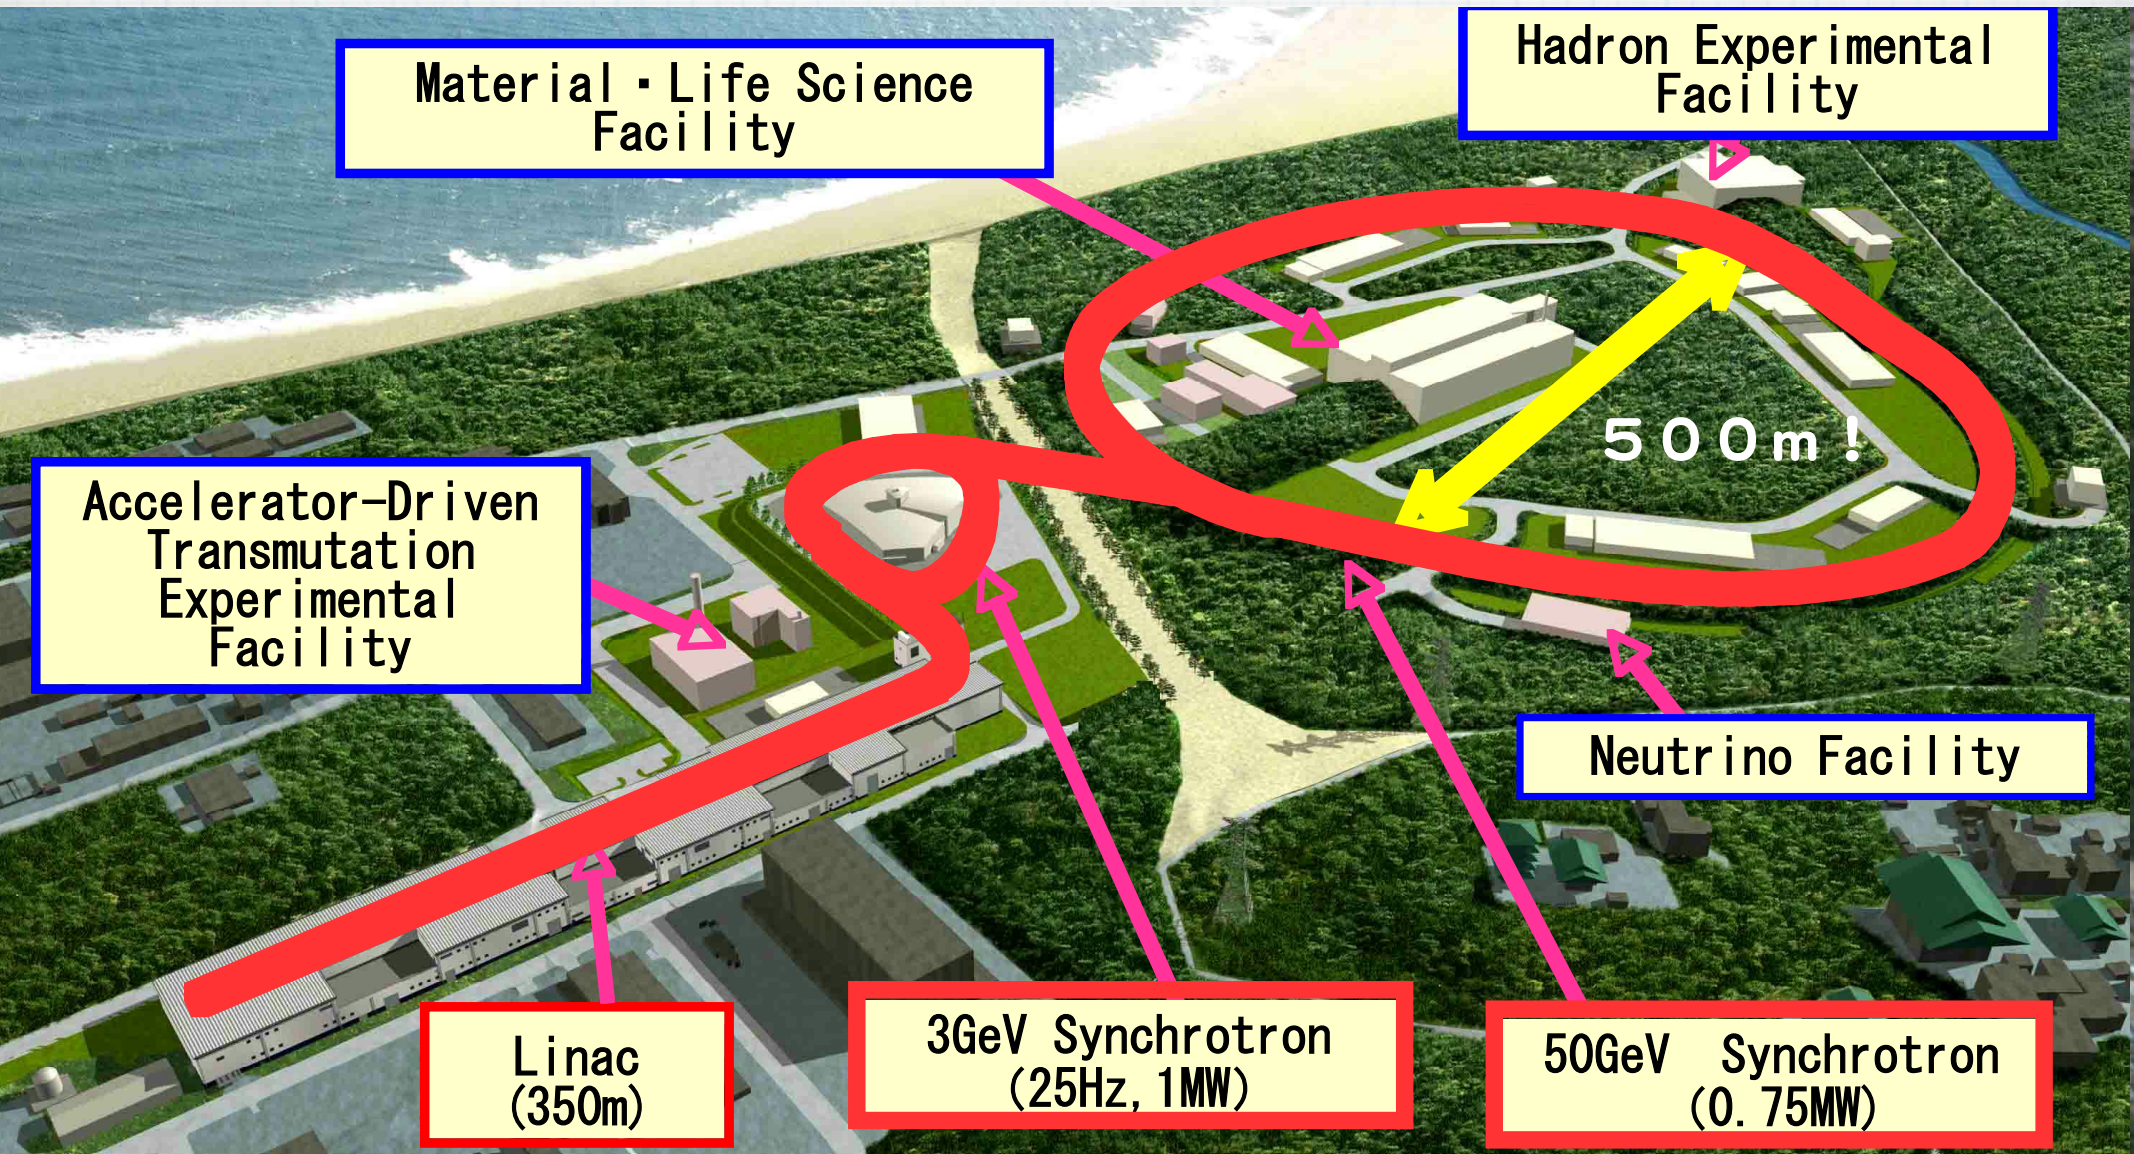 Material・Life Science
Facility
Hadron Experimental
Facility
500m!
Accelerator-Driven
Transmutation
Experimental
Facility
Neutrino Facility
Linac
(350m)
3GeV Synchrotron
(25Hz, 1MW)
50GeV Synchrotron
(0.75MW)